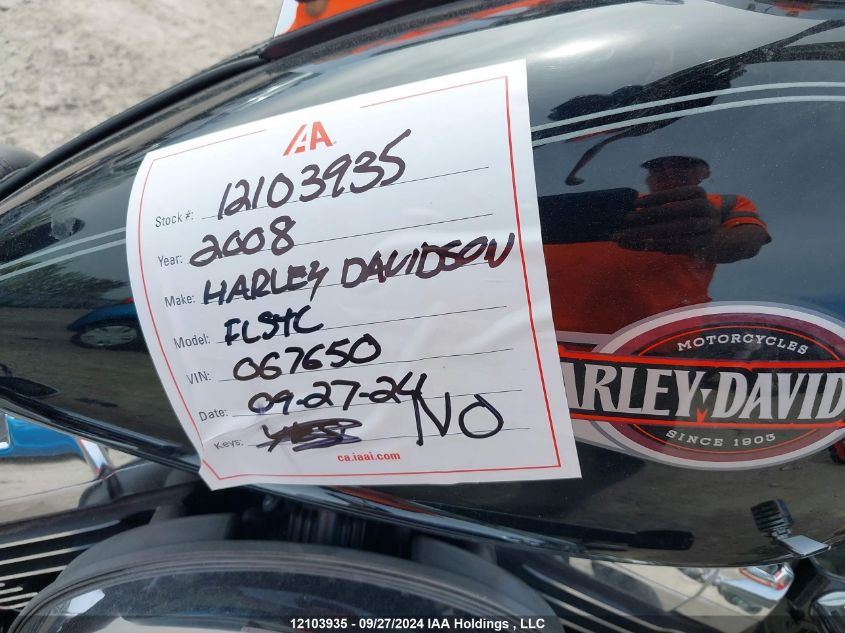 IAA
Stock #: 12103935
Year: 2008
Make: HARLEY DAVIDSON
Model: FLSTC
VIN: 067650
Date: 09-27-24
Keys: YES NO
ca.iaai.com
MOTORCYCLES
HARLEY-DAVID
SINCE 1903
12103935 - 09/27/2024 IAA Holdings , LLC